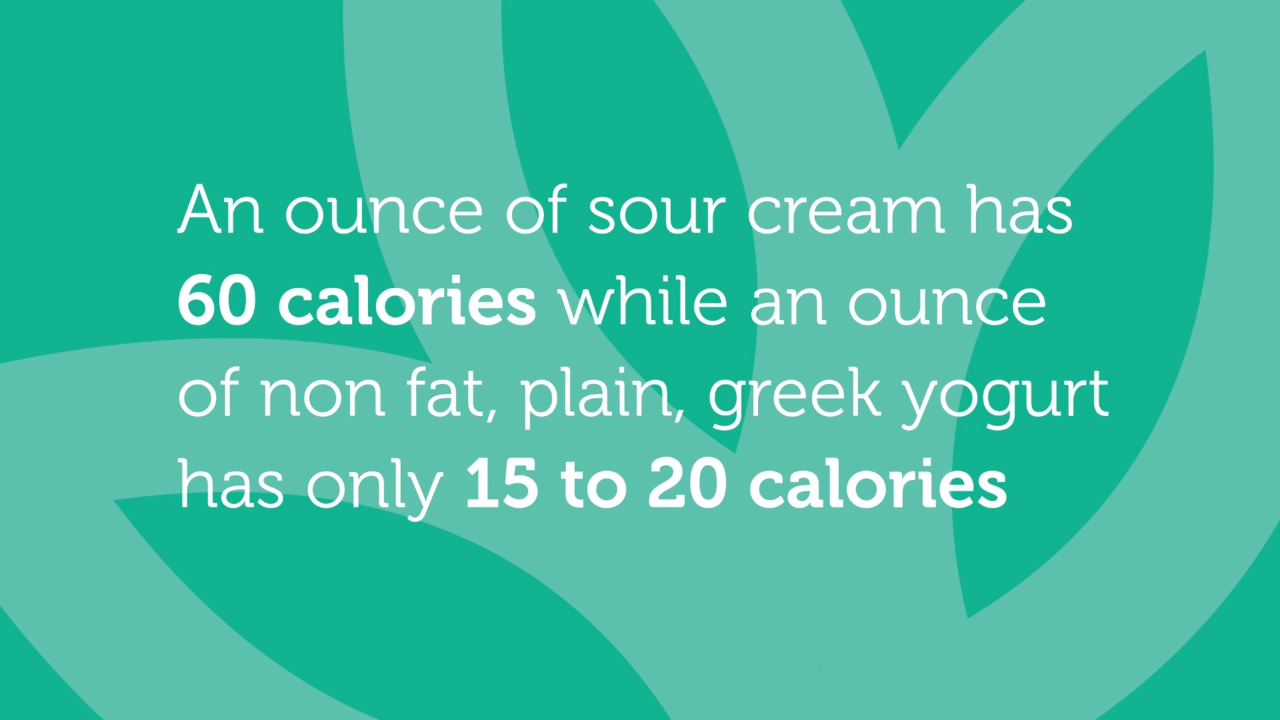 An ounce of sour cream has
60 calories while an ounce
of non fat, plain, greek yogurt
has only 15 to 20 calories